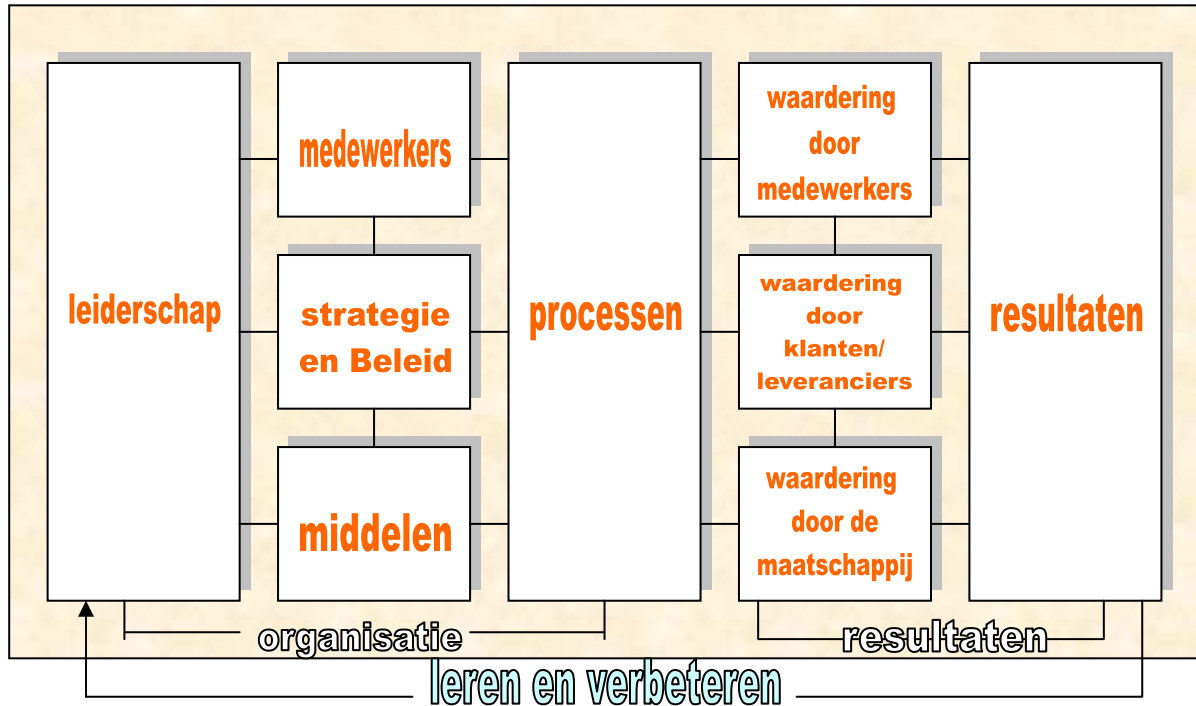 leiderschap
medewerkers
strategie
en Beleid
middelen
processen
waardering
door
medewerkers
waardering
door
klanten/
leveranciers
waardering
door de
maatschappij
resultaten
organisatie
resultaten
leren en verbeteren